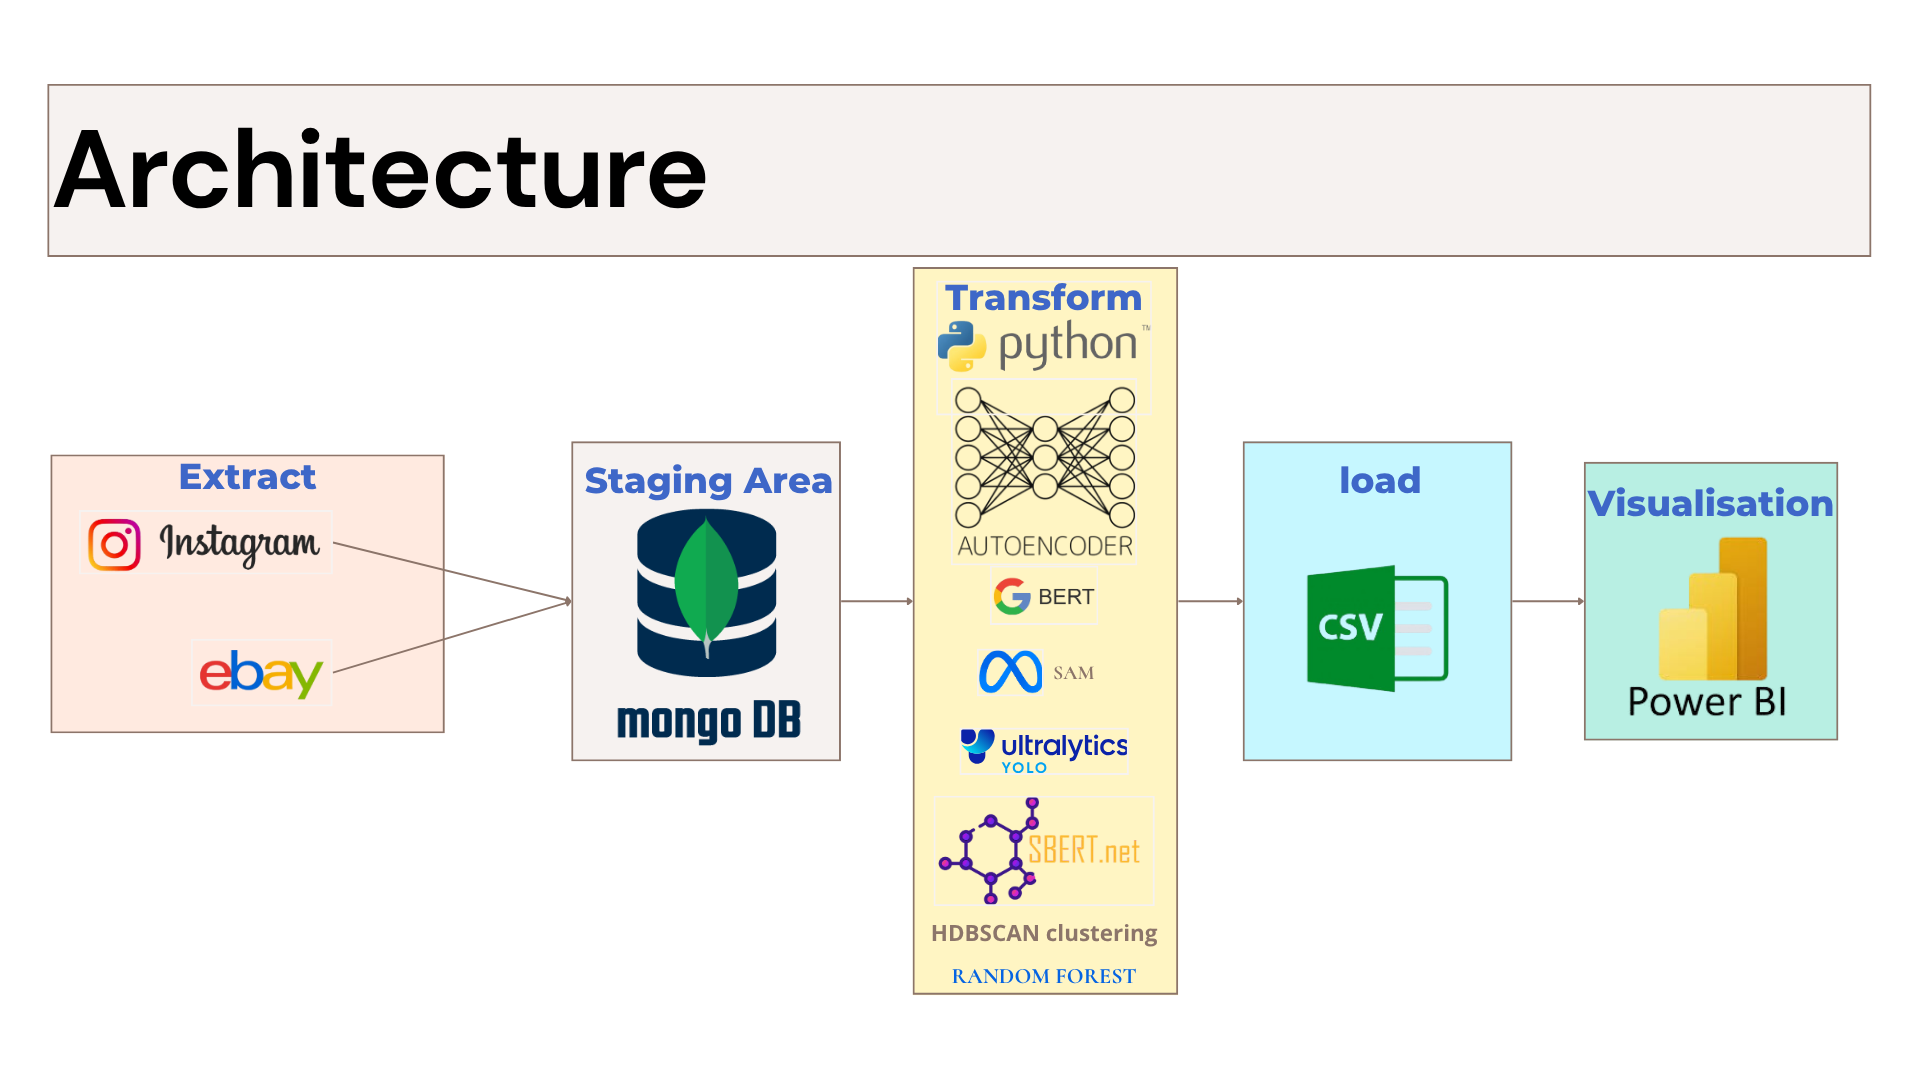 Architecture
Extract
Instagram
ebay
Staging Area
mongo DB
Transform
python™
AUTOENCODER
G BERT
SAM
ultralytics
YOLO
SBERT.net
HDBSCAN clustering
RANDOM FOREST
load
CSV
Visualisation
Power BI